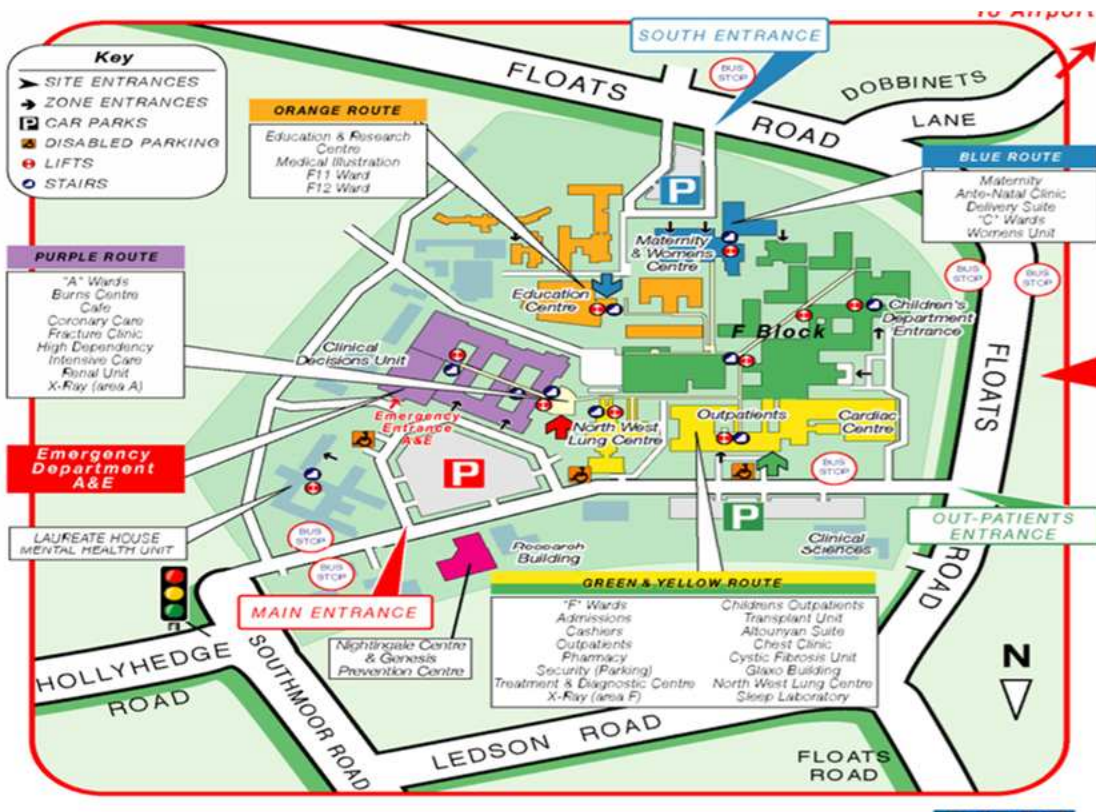 To Airport
SOUTH ENTRANCE
BUS
STOP
FLOATS
ROAD
DOBBINETS
LANE
Key
SITE ENTRANCES
ZONE ENTRANCES
P CAR PARKS
DISABLED PARKING
LIFTS
STAIRS
ORANGE ROUTE
Education & Research
Centre
Medical Illustration
F11 Ward
F12 Ward
P
BLUE ROUTE
Maternity
Ante-Natal Clinic
Delivery Suite
"C" Wards
Womens Unit
PURPLE ROUTE
"A" Wards
Burns Centre
Cafe
Coronary Care
Fracture Clinic
High Dependency
Intensive Care
Renal Unit
X-Ray (area A)
Maternity
& Womens
Centre
BUS
STOP
BUS
STOP
Education
Centre
Children's
Department
Entrance
F Block
Clinical
Decisions Unit
FLOATS
ROAD
Emergency
Entrance
A&E
North West
Lung Centre
Outpatients
Cardiac
Centre
Emergency
Department
A&E
P
BUS
STOP
P
OUT-PATIENTS
ENTRANCE
LAUREATE HOUSE
MENTAL HEALTH UNIT
BUS
STOP
BUS
STOP
Research
Building
Clinical
Sciences
MAIN ENTRANCE
Nightingale Centre
& Genesis
Prevention Centre
GREEN & YELLOW ROUTE
"F" Wards
Admissions
Cashiers
Outpatients
Pharmacy
Security (Parking)
Treatment & Diagnostic Centre
X-Ray (area F)
Childrens Outpatients
Transplant Unit
Altounyan Suite
Chest Clinic
Cystic Fibrosis Unit
Glaxo Building
North West Lung Centre
Sleep Laboratory
N
HOLLYHEDGE
ROAD
SOUTHMOOR ROAD
LEDSON ROAD
FLOATS
ROAD